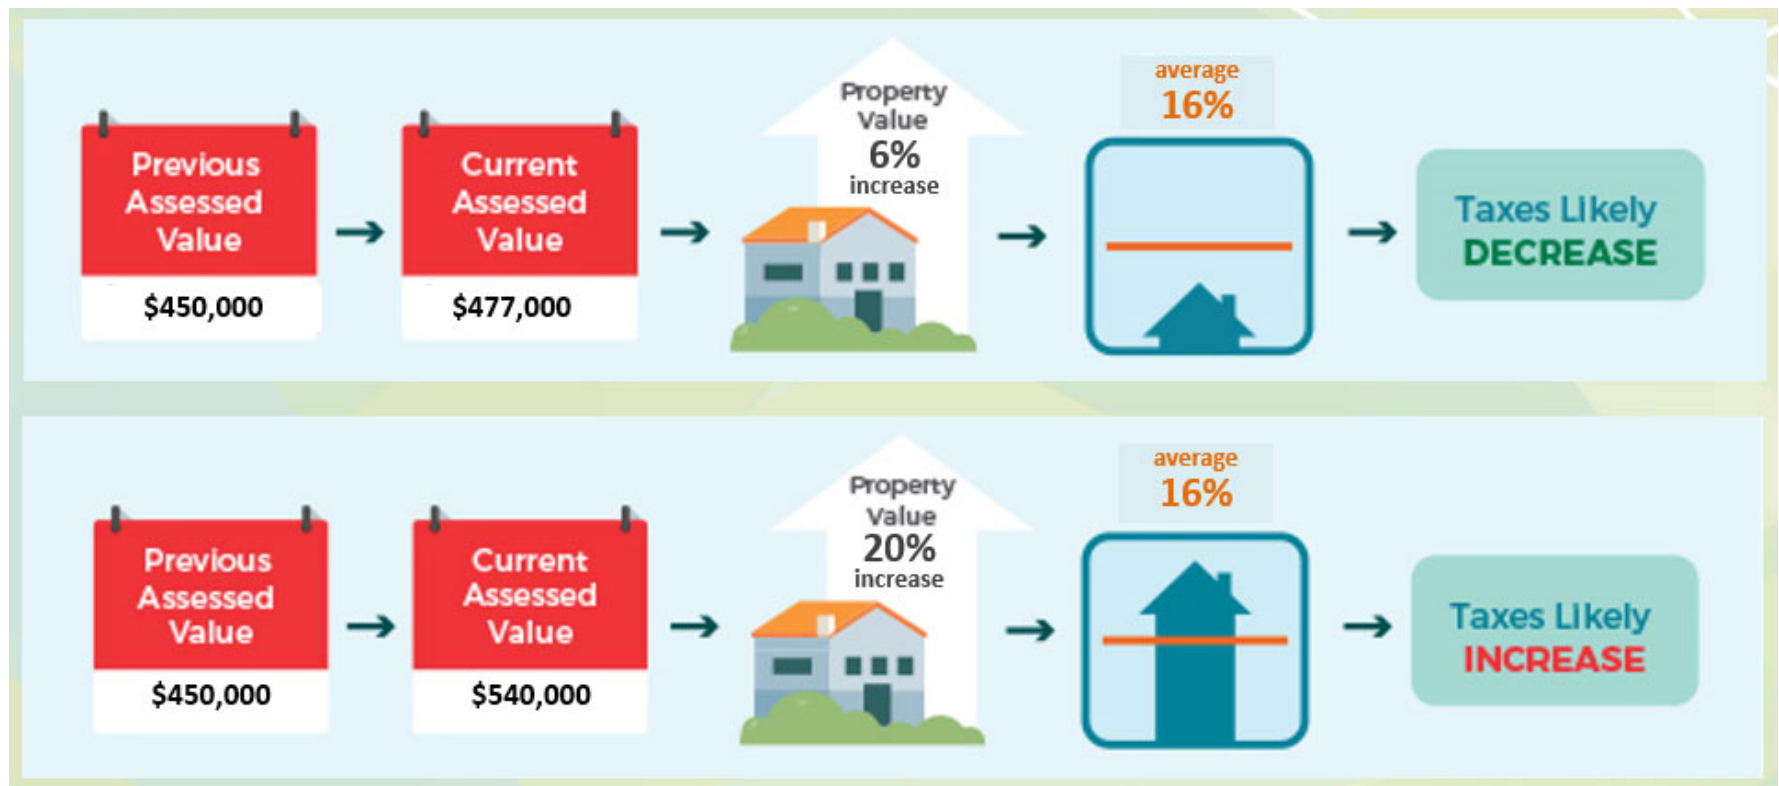 Previous
Assessed
Value
$450,000
Current
Assessed
Value
$477,000
Property
Value
6%
increase
average
16%
Taxes Likely
DECREASE
Previous
Assessed
Value
$450,000
Current
Assessed
Value
$540,000
Property
Value
20%
increase
average
16%
Taxes Likely
INCREASE